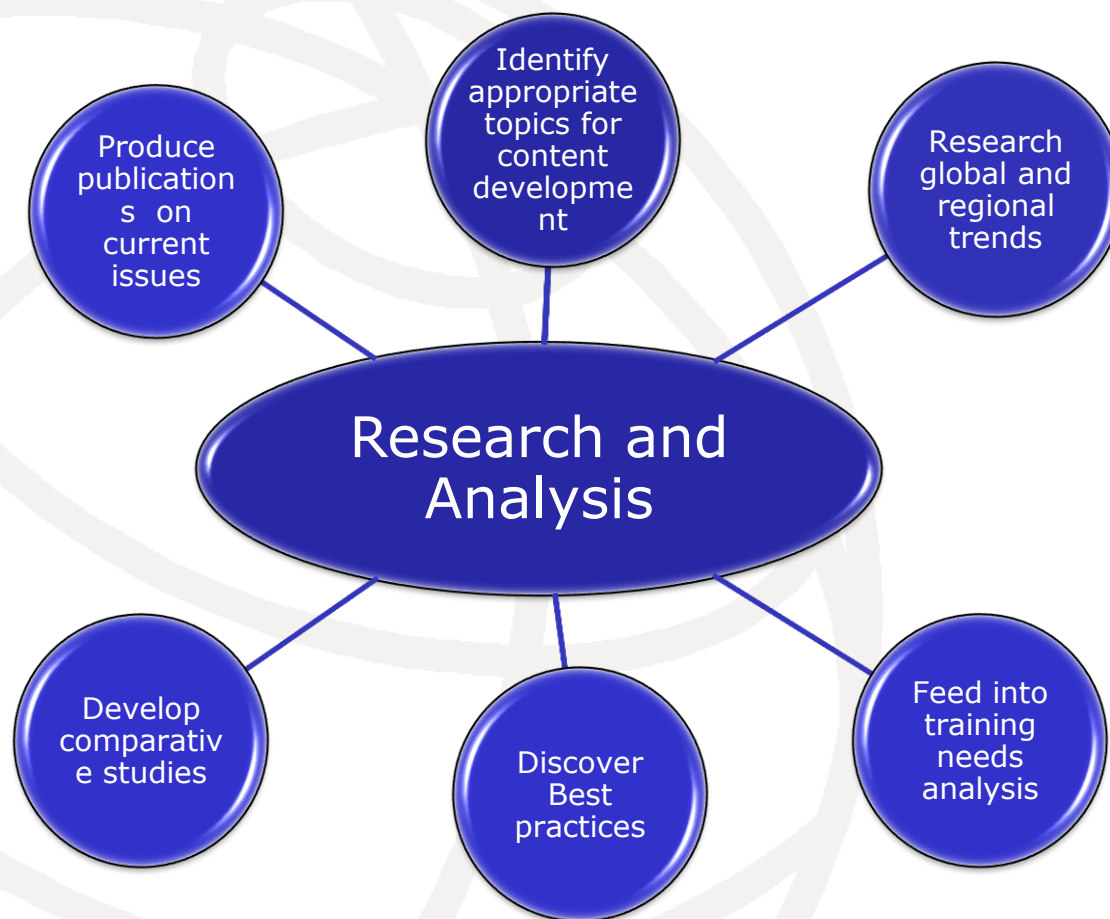 Identify
appropriate
topics for
content
developme
nt
Research
global and
regional
trends
Feed into
training
needs
analysis
Discover
Best
practices
Develop
comparativ
e studies
Produce
publication
s on
current
issues
Research and
Analysis